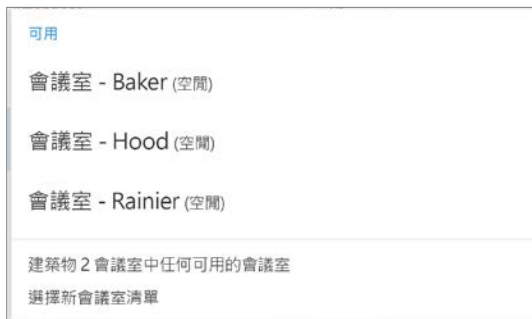 可用
會議室 - Baker (空閒)
會議室 - Hood (空閒)
會議室 - Rainier (空閒)
建築物 2 會議室中任何可用的會議室
選擇新會議室清單